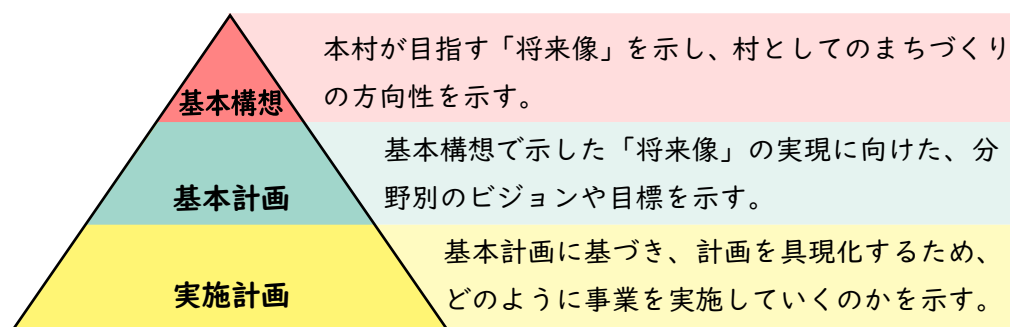 基本構想
本村が目指す「将来像」を示し、村としてのまちづくり
の方向性を示す。
基本計画
基本構想で示した「将来像」の実現に向けた、分
野別のビジョンや目標を示す。
実施計画
基本計画に基づき、計画を具現化するため、
どのように事業を実施していくのかを示す。